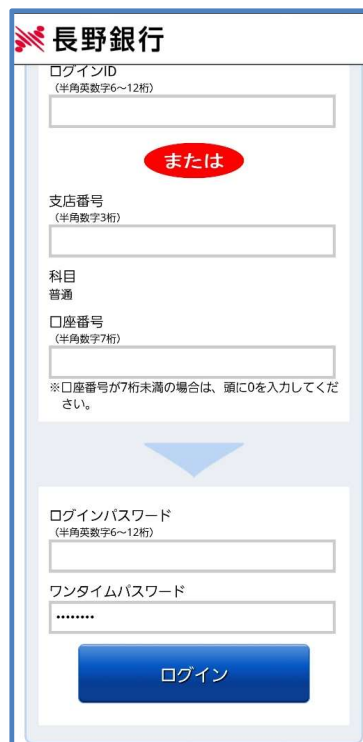 長野銀行
ログインID
(半角英数字6～12桁)
または
支店番号
(半角数字3桁)
科目
普通
口座番号
(半角数字7桁)
※口座番号が7桁未満の場合は、頭に0を入力してくだ
さい。
ログインパスワード
(半角英数字6～12桁)
ワンタイムパスワード
••••••••
ログイン